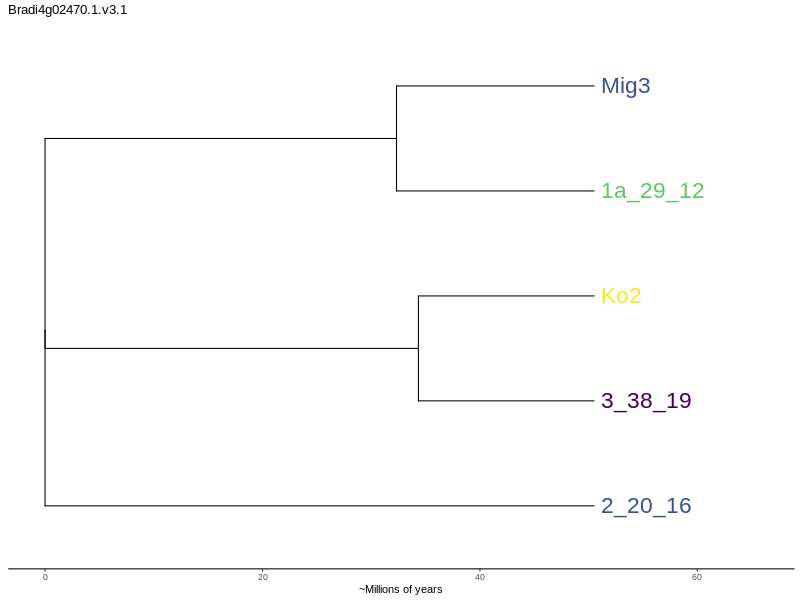 Bradi4g02470.1.v3.1
Mig3
1a_29_12
Ko2
3_38_19
2_20_16
0 20 40 60
~Millions of years